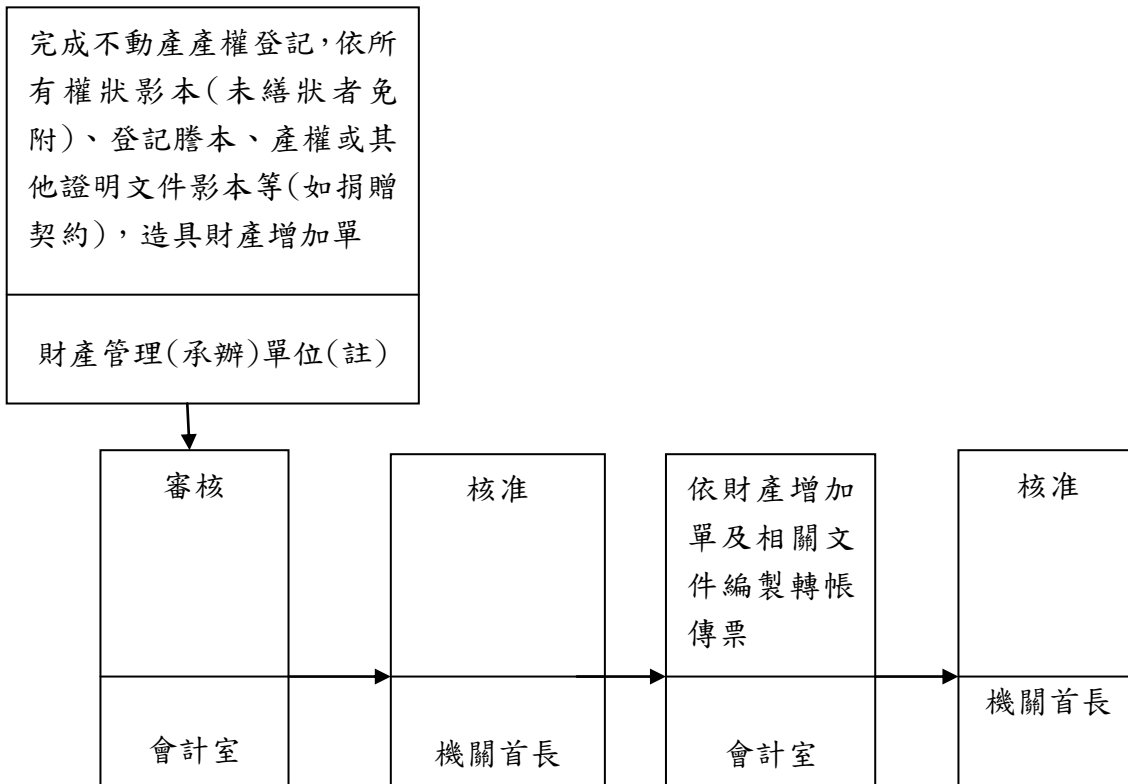 完成不動產產權登記，依所
有權狀影本(未繕狀者免
附)、登記謄本、產權或其
他證明文件影本等(如捐贈
契約)，造具財產增加單
財產管理(承辦)單位(註)
審核
會計室
核准
機關首長
依財產增加
單及相關文
件編製轉帳
傳票
會計室
核准
機關首長